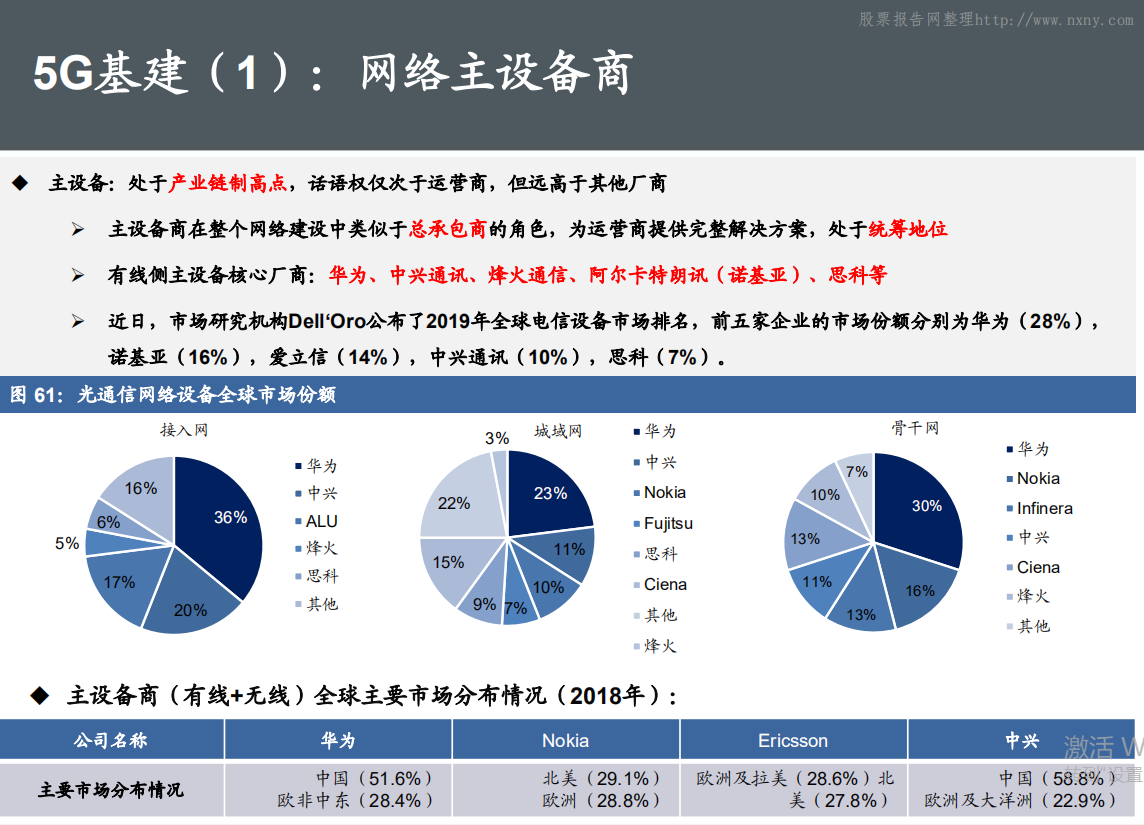 股票报告网整理http://www.nxny.com
5G基建（1）：网络主设备商
◆ 主设备：处于产业链制高点，话语权仅次于运营商，但远高于其他厂商
➢ 主设备商在整个网络建设中类似于总承包商的角色，为运营商提供完整解决方案，处于统筹地位
➢ 有线侧主设备核心厂商：华为、中兴通讯、烽火通信、阿尔卡特朗讯（诺基亚）、思科等
➢ 近日，市场研究机构Dell‘Oro公布了2019年全球电信设备市场排名，前五家企业的市场份额分别为华为（28%），
诺基亚（16%），爱立信（14%），中兴通讯（10%），思科（7%）。
图 61：光通信网络设备全球市场份额
接入网
36%
20%
17%
5%
6%
16%
华为
中兴
ALU
烽火
思科
其他
城域网
23%
11%
10%
7%
9%
15%
22%
3%
华为
中兴
Nokia
Fujitsu
思科
Ciena
其他
烽火
骨干网
30%
16%
13%
11%
13%
10%
7%
华为
Nokia
Infinera
中兴
Ciena
烽火
其他
◆ 主设备商（有线+无线）全球主要市场分布情况（2018年）：
公司名称 华为 Nokia Ericsson 中兴
主要市场分布情况
中国（51.6%）
欧非中东（28.4%）
北美（29.1%）
欧洲（28.8%）
欧洲及拉美（28.6%）北
美（27.8%）
中国（58.8%）
欧洲及大洋洲（22.9%）
激活 W
转到"设置